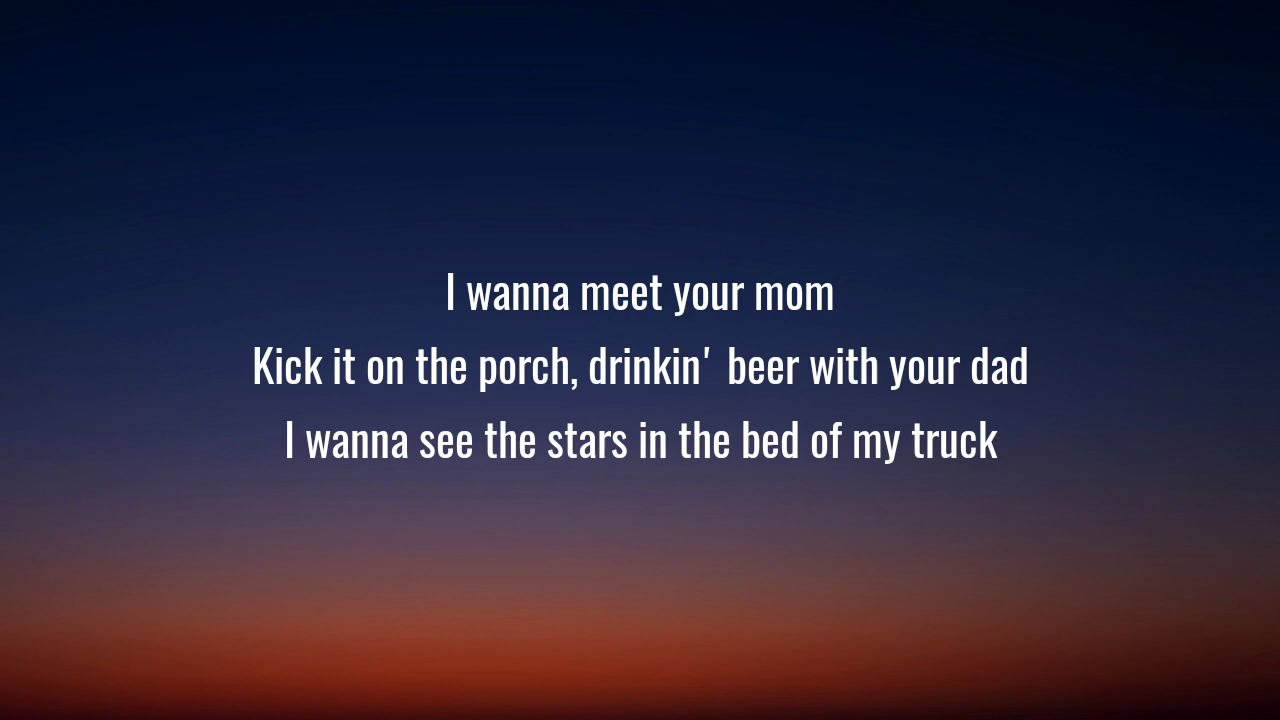 I wanna meet your mom
Kick it on the porch, drinkin' beer with your dad
I wanna see the stars in the bed of my truck